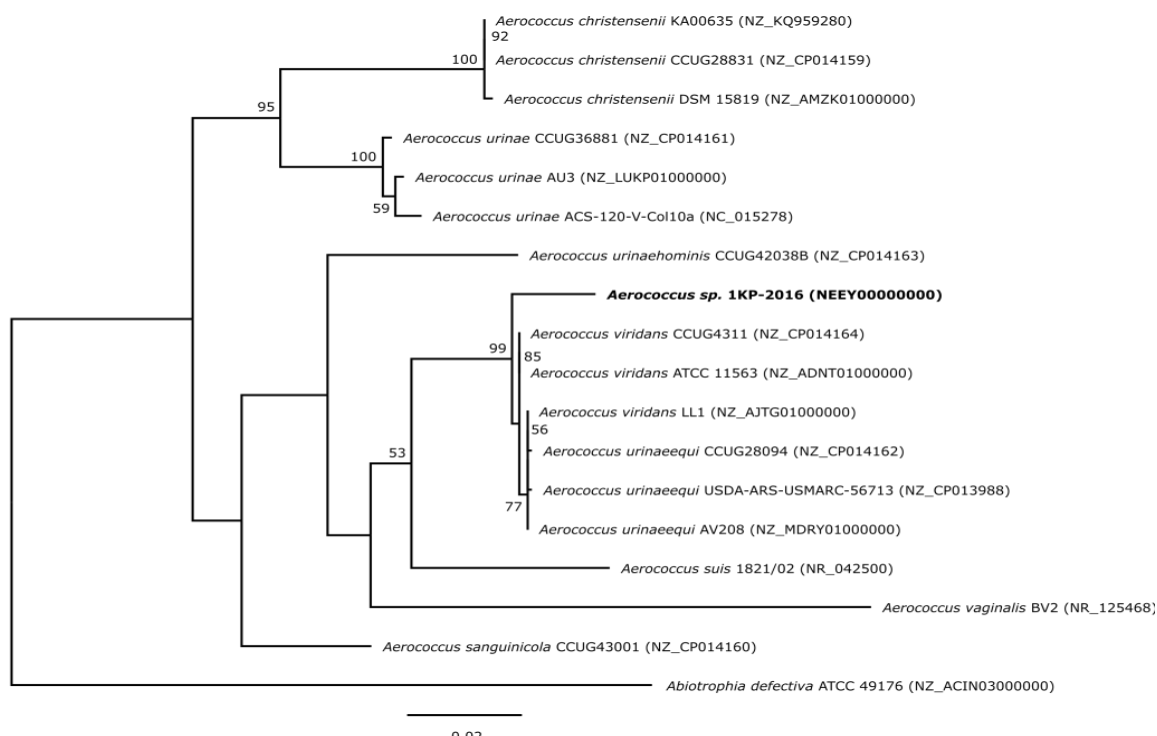 Aerococcus christensenii KA00635 (NZ_KQ959280)
92
100
Aerococcus christensenii CCUG28831 (NZ_CP014159)
Aerococcus christensenii DSM 15819 (NZ_AMZK01000000)
95
Aerococcus urinae CCUG36881 (NZ_CP014161)
100
Aerococcus urinae AU3 (NZ_LUKP01000000)
59
Aerococcus urinae ACS-120-V-Col10a (NC_015278)
Aerococcus urinaehominis CCUG42038B (NZ_CP014163)
Aerococcus sp. 1KP-2016 (NEEY00000000)
Aerococcus viridans CCUG4311 (NZ_CP014164)
99
85
Aerococcus viridans ATCC 11563 (NZ_ADNT01000000)
Aerococcus viridans LL1 (NZ_AJTG01000000)
56
53
Aerococcus urinaeequi CCUG28094 (NZ_CP014162)
Aerococcus urinaeequi USDA-ARS-USMARC-56713 (NZ_CP013988)
77
Aerococcus urinaeequi AV208 (NZ_MDRY01000000)
Aerococcus suis 1821/02 (NR_042500)
Aerococcus vaginalis BV2 (NR_125468)
Aerococcus sanguinicola CCUG43001 (NZ_CP014160)
Abiotrophia defectiva ATCC 49176 (NZ_ACIN03000000)